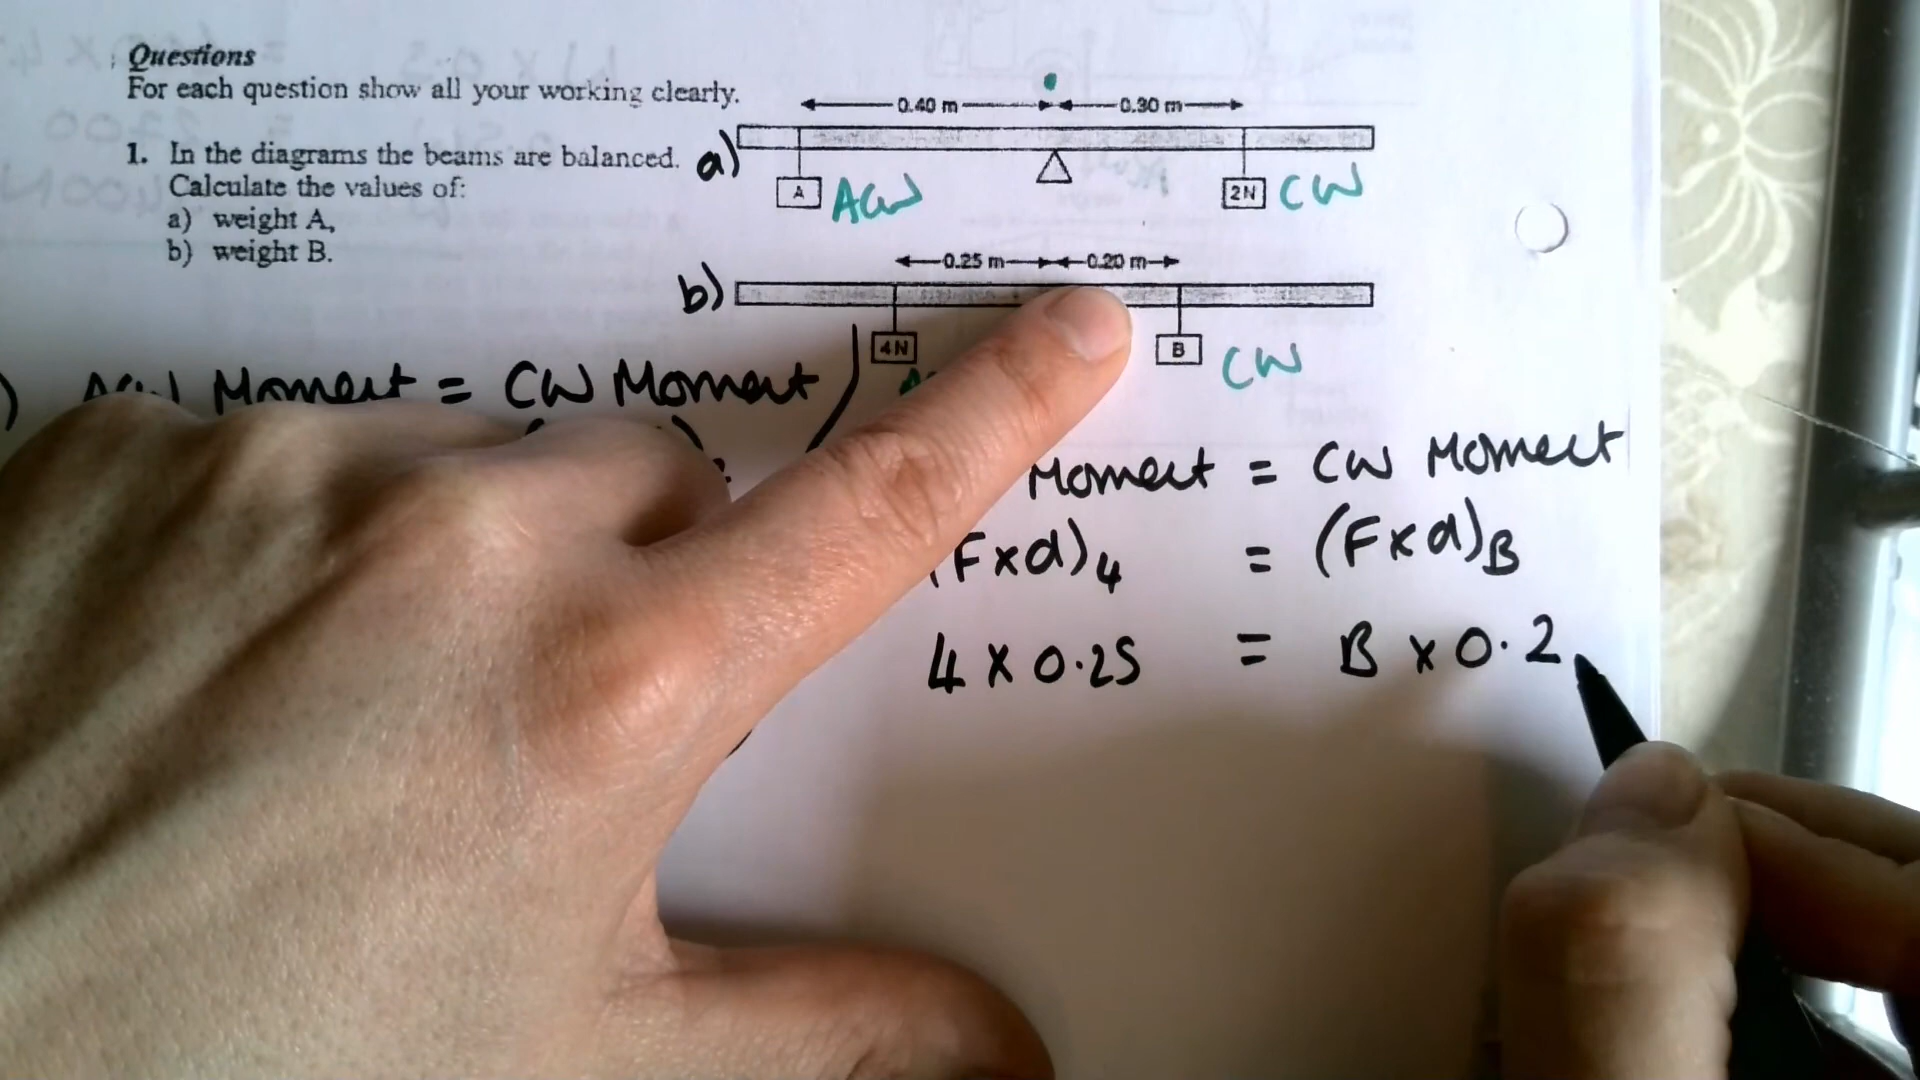 Questions
For each question show all your working clearly.
1. In the diagrams the beams are balanced.
Calculate the values of:
a) weight A,
b) weight B.
a)
0.40 m 0.30 m
A ACW 2N CW
b)
0.25 m 0.20 m
4N B CW
) ACW Moment = CW Moment
Moment = CW Moment
(F×d)4 = (F×d)B
4 × 0.25 = B × 0.2